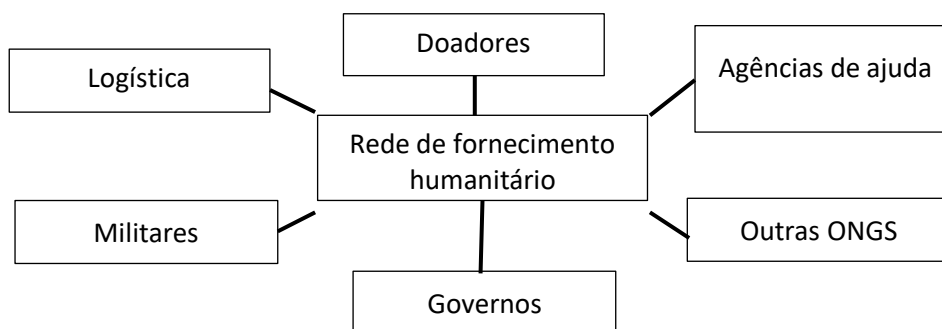 Doadores
Logística
Agências de ajuda
Rede de fornecimento
humanitário
Militares
Outras ONGS
Governos